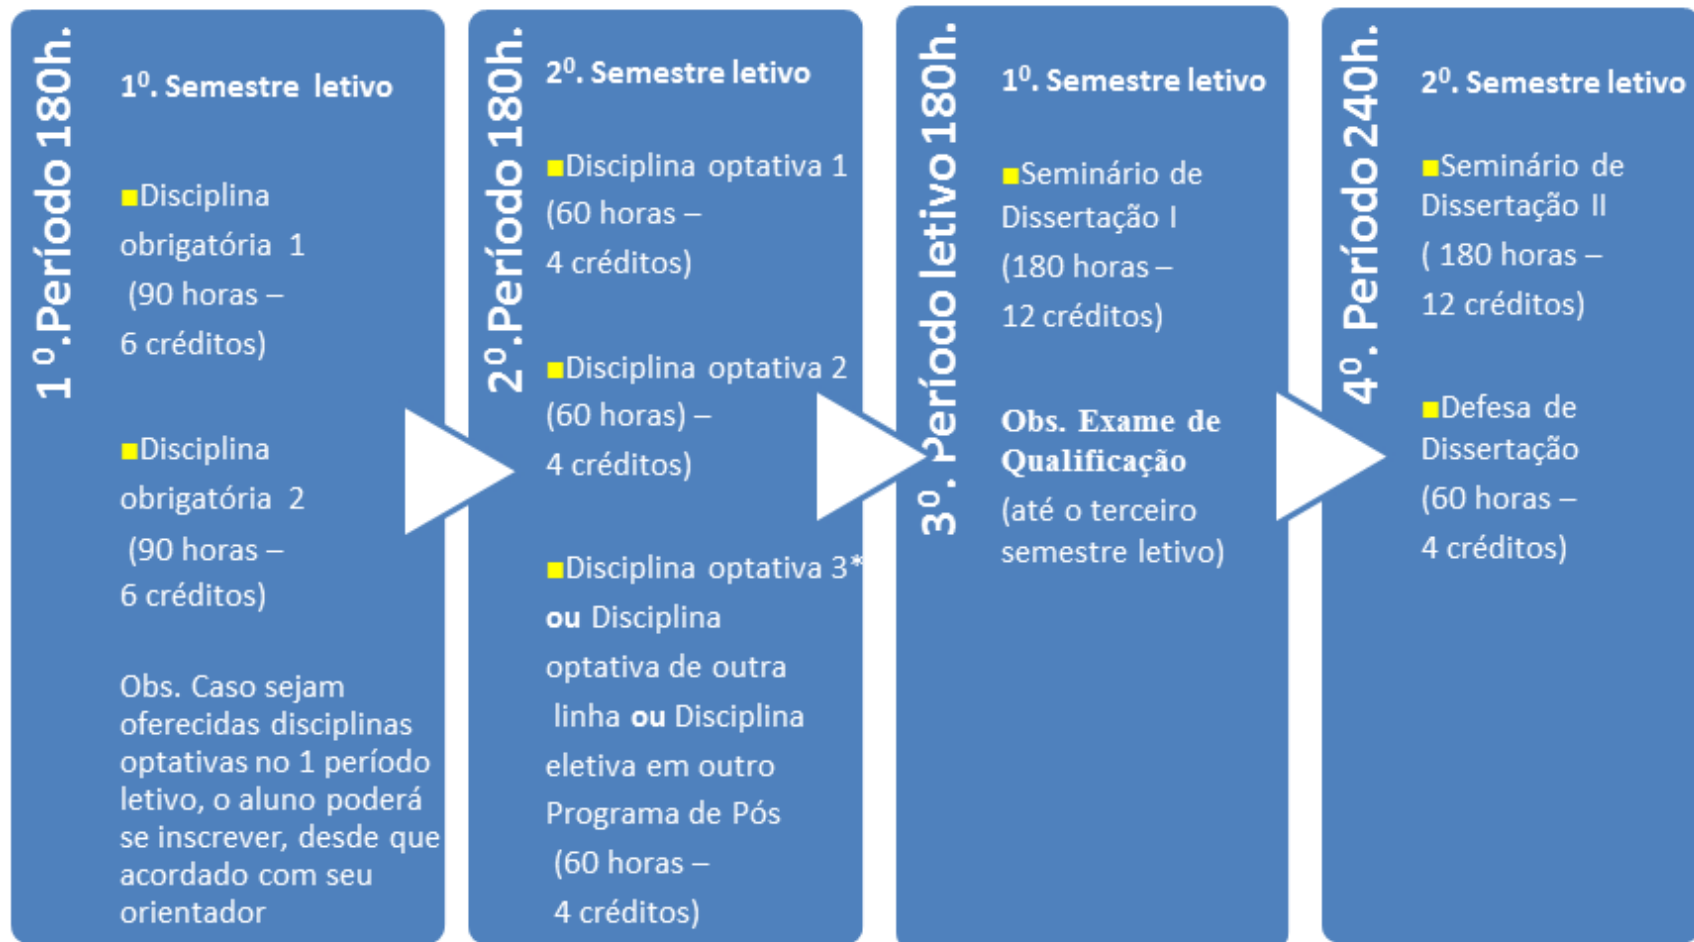 1⁰.Período 180h.
1⁰. Semestre letivo
■Disciplina
obrigatória 1
(90 horas –
6 créditos)
■Disciplina
obrigatória 2
(90 horas –
6 créditos)
Obs. Caso sejam
oferecidas disciplinas
optativas no 1 período
letivo, o aluno poderá
se inscrever, desde que
acordado com seu
orientador
2⁰.Período 180h.
2⁰. Semestre letivo
■Disciplina optativa 1
(60 horas –
4 créditos)
■Disciplina optativa 2
(60 horas) –
4 créditos)
■Disciplina optativa 3*
ou Disciplina
optativa de outra
linha ou Disciplina
eletiva em outro
Programa de Pós
(60 horas –
4 créditos)
3⁰. Período letivo 180h.
1⁰. Semestre letivo
■Seminário de
Dissertação I
(180 horas –
12 créditos)
Obs. Exame de
Qualificação
(até o terceiro
semestre letivo)
4⁰. Período 240h.
2⁰. Semestre letivo
■Seminário de
Dissertação II
( 180 horas –
12 créditos)
■Defesa de
Dissertação
(60 horas –
4 créditos)